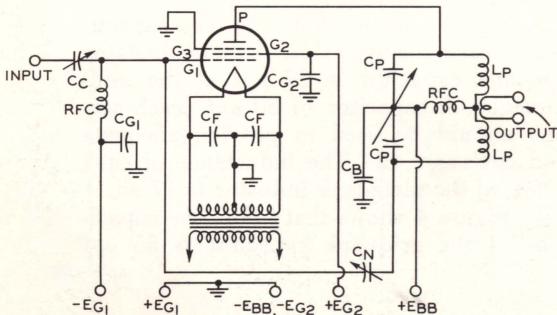 P
G3
G2
G1
CP
LP
INPUT
CC
CG2
RFC
RFC
OUTPUT
CG1
CF
CF
CP
LP
CB
CN
-EG1
+EG1
-EBB,-EG2
+EG2
+EBB